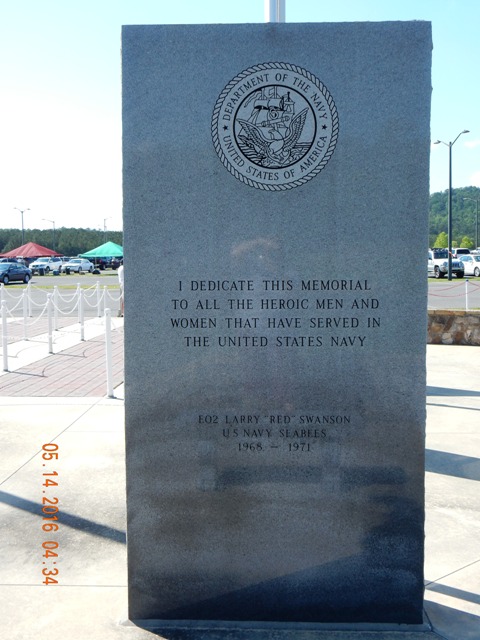 DEPARTMENT OF THE NAVY
UNITED STATES OF AMERICA
I DEDICATE THIS MEMORIAL
TO ALL THE HEROIC MEN AND
WOMEN THAT HAVE SERVED IN
THE UNITED STATES NAVY
EO2 LARRY "RED" SWANSON
US NAVY SEABEES
1968 — 1971
05.14.2016 04:34